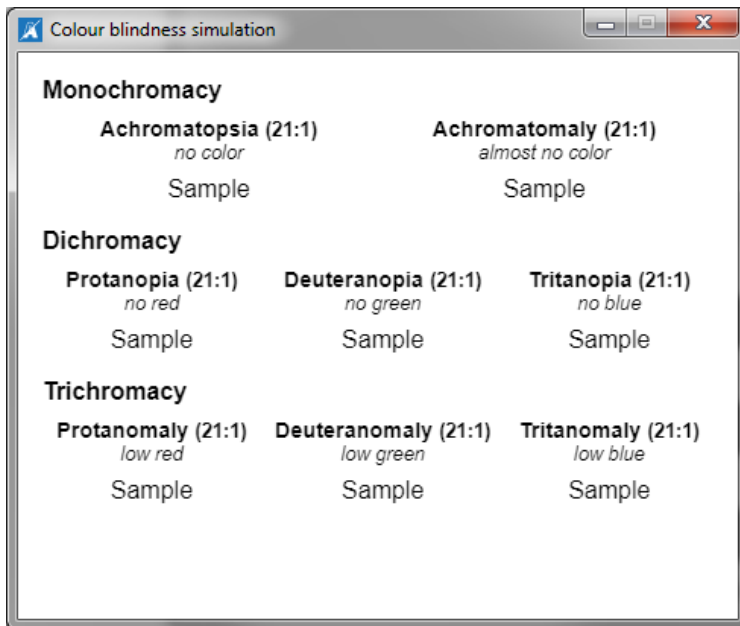 Colour blindness simulation
Monochromacy
Achromatopsia (21:1) Achromatomaly (21:1)
no color almost no color
Sample Sample
Dichromacy
Protanopia (21:1) Deuteranopia (21:1) Tritanopia (21:1)
no red no green no blue
Sample Sample Sample
Trichromacy
Protanomaly (21:1) Deuteranomaly (21:1) Tritanomaly (21:1)
low red low green low blue
Sample Sample Sample